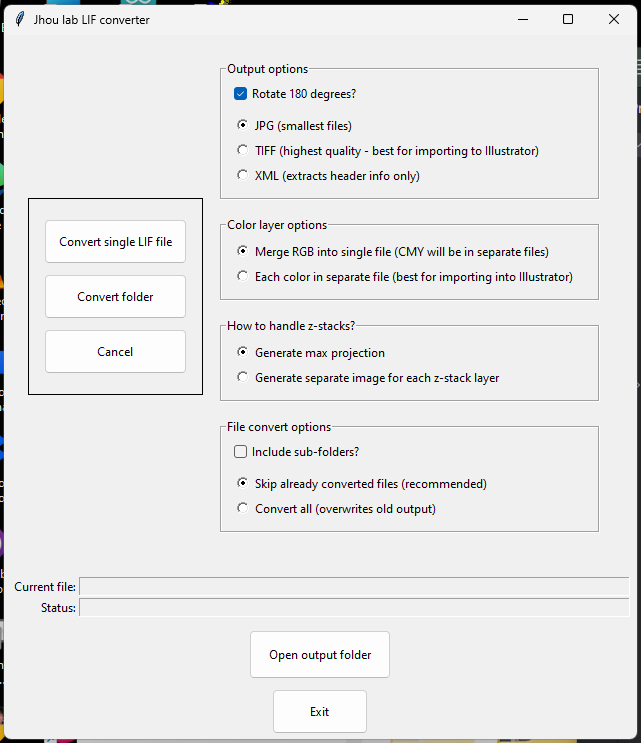 Jhou lab LIF converter
Output options
Rotate 180 degrees?
JPG (smallest files)
TIFF (highest quality - best for importing to Illustrator)
XML (extracts header info only)
Convert single LIF file
Convert folder
Cancel
Color layer options
Merge RGB into single file (CMY will be in separate files)
Each color in separate file (best for importing into Illustrator)
How to handle z-stacks?
Generate max projection
Generate separate image for each z-stack layer
File convert options
Include sub-folders?
Skip already converted files (recommended)
Convert all (overwrites old output)
Current file:
Status:
Open output folder
Exit